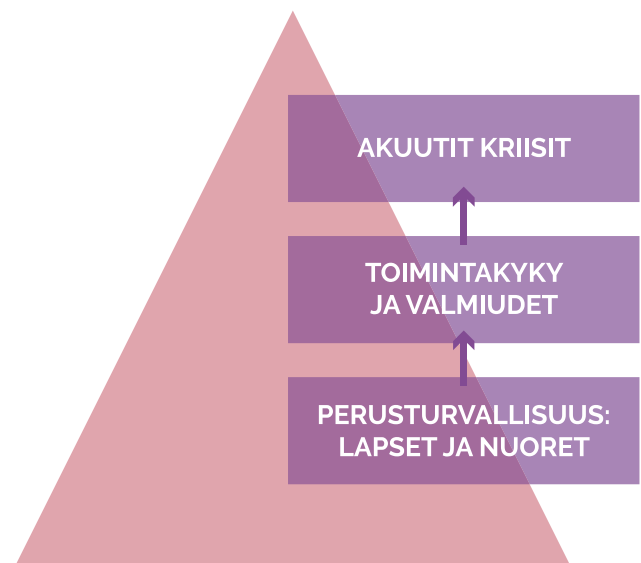 AKUUTIT KRIISIT
TOIMINTAKYKY
JA VALMIUDET
PERUSTURVALLISUUS:
LAPSET JA NUORET